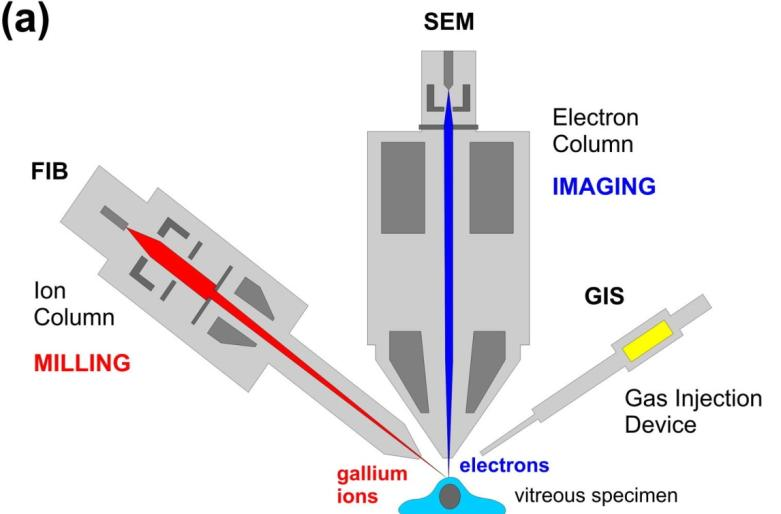 (a)
SEM
Electron
Column
IMAGING
FIB
Ion
Column
MILLING
GIS
Gas Injection
Device
gallium
ions
electrons
vitreous specimen